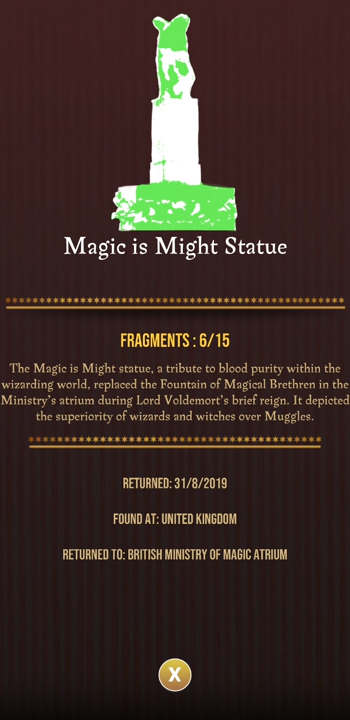 Magic is Might Statue
FRAGMENTS : 6/15
The Magic is Might statue, a tribute to blood purity within the
wizarding world, replaced the Fountain of Magical Brethren in the
Ministry's atrium during Lord Voldemort's brief reign. It depicted
the superiority of wizards and witches over Muggles.
RETURNED: 31/8/2019
FOUND AT: UNITED KINGDOM
RETURNED TO: BRITISH MINISTRY OF MAGIC ATRIUM
X